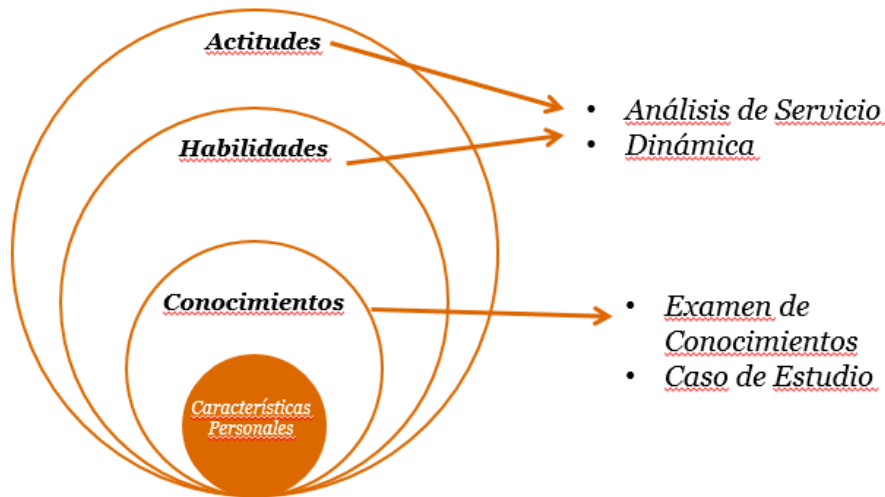 Actitudes
Habilidades
Conocimientos
Características
Personales
• Análisis de Servicio
• Dinámica
• Examen de
Conocimientos
• Caso de Estudio